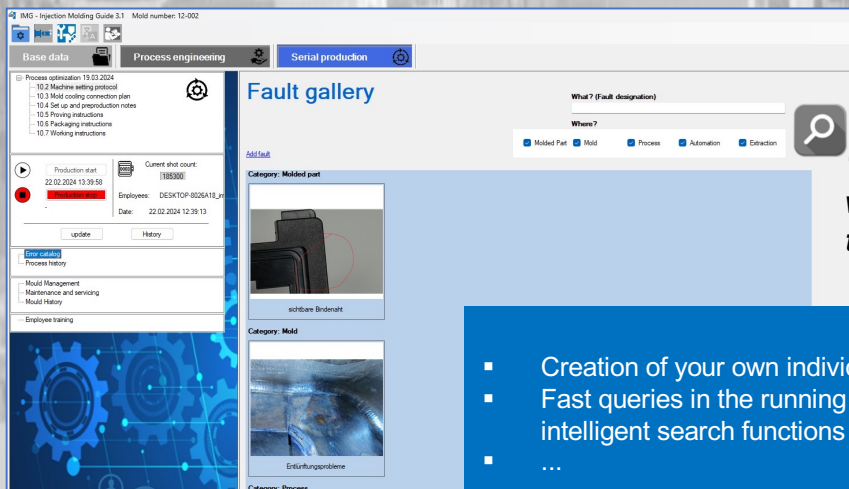 IMG - Injection Molding Guide 3.1 Mold number: 12-002
Base data
Process engineering
Serial production
Process optimization 19.03.2024
10.2 Machine setting protocol
10.3 Mold cooling connection plan
10.4 Set up and preproduction notes
10.5 Proving instructions
10.6 Packaging instructions
10.7 Working instructions
Production start
22.02.2024 13:39:58
Production stop
-
Current shot count:
185300
Employees: DESKTOP-8026A18_in
Date: 22.02.2024 12:39:13
update
History
Error catalog
Process history
Mould Management
Maintenance and servicing
Mould History
Employee training
Fault gallery
Add fault
What? (Fault designation)
Where?
Molded Part
Mold
Process
Automation
Extraction
Category: Molded part
sichtbare Bindenaht
Category: Mold
Entlüftungsprobleme
Category: Process
Creation of your own indivi
Fast queries in the running
intelligent search functions
...